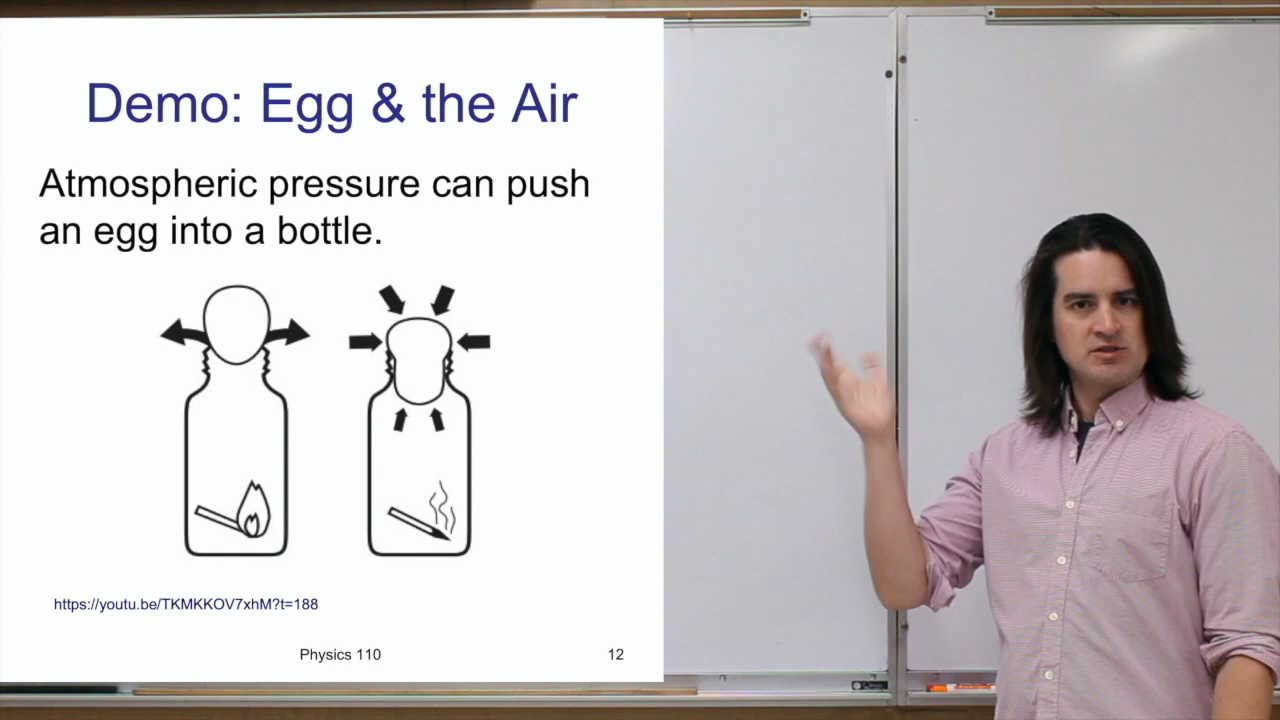 Demo: Egg & the Air
Atmospheric pressure can push
an egg into a bottle.
https://youtu.be/TKMKKOV7xhM?t=188
Physics 110
12